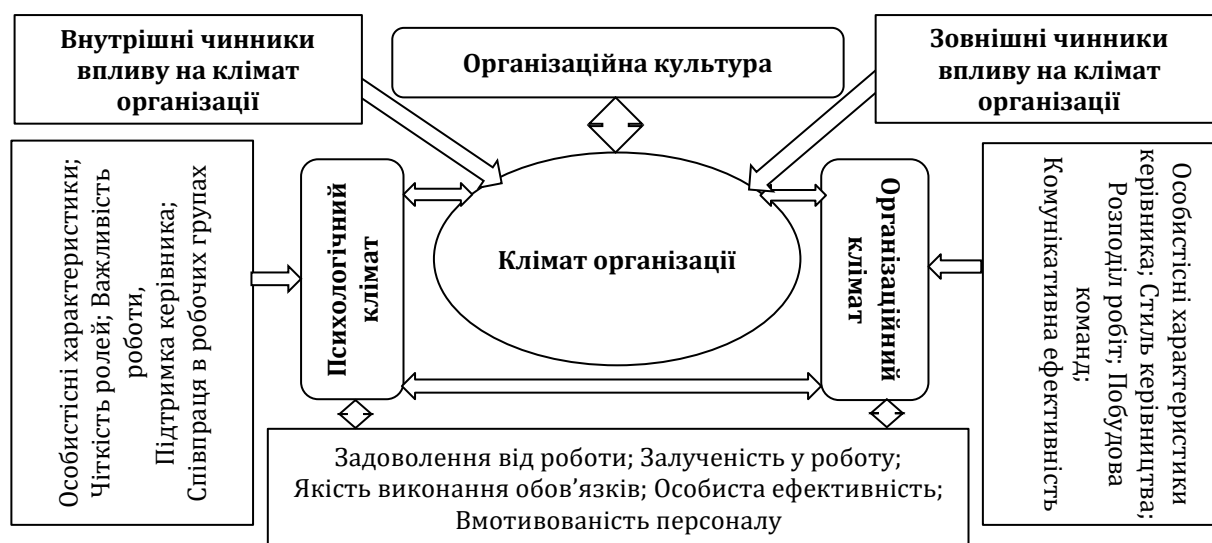 Внутрішні чинники
впливу на клімат
організації
Організаційна культура
Зовнішні чинники
впливу на клімат
організації
Особистісні характеристики;
Чіткість ролей; Важливість
роботи,
Підтримка керівника;
Співпраця в робочих групах
Психологічний
клімат
Клімат організації
Організаційний
клімат
Особистісні характеристики
керівника; Стиль керівництва;
Розподіл робіт; Побудова
команд;
Комунікативна ефективність
Задоволення від роботи; Залученість у роботу;
Якість виконання обов’язків; Особиста ефективність;
Вмотивованість персоналу